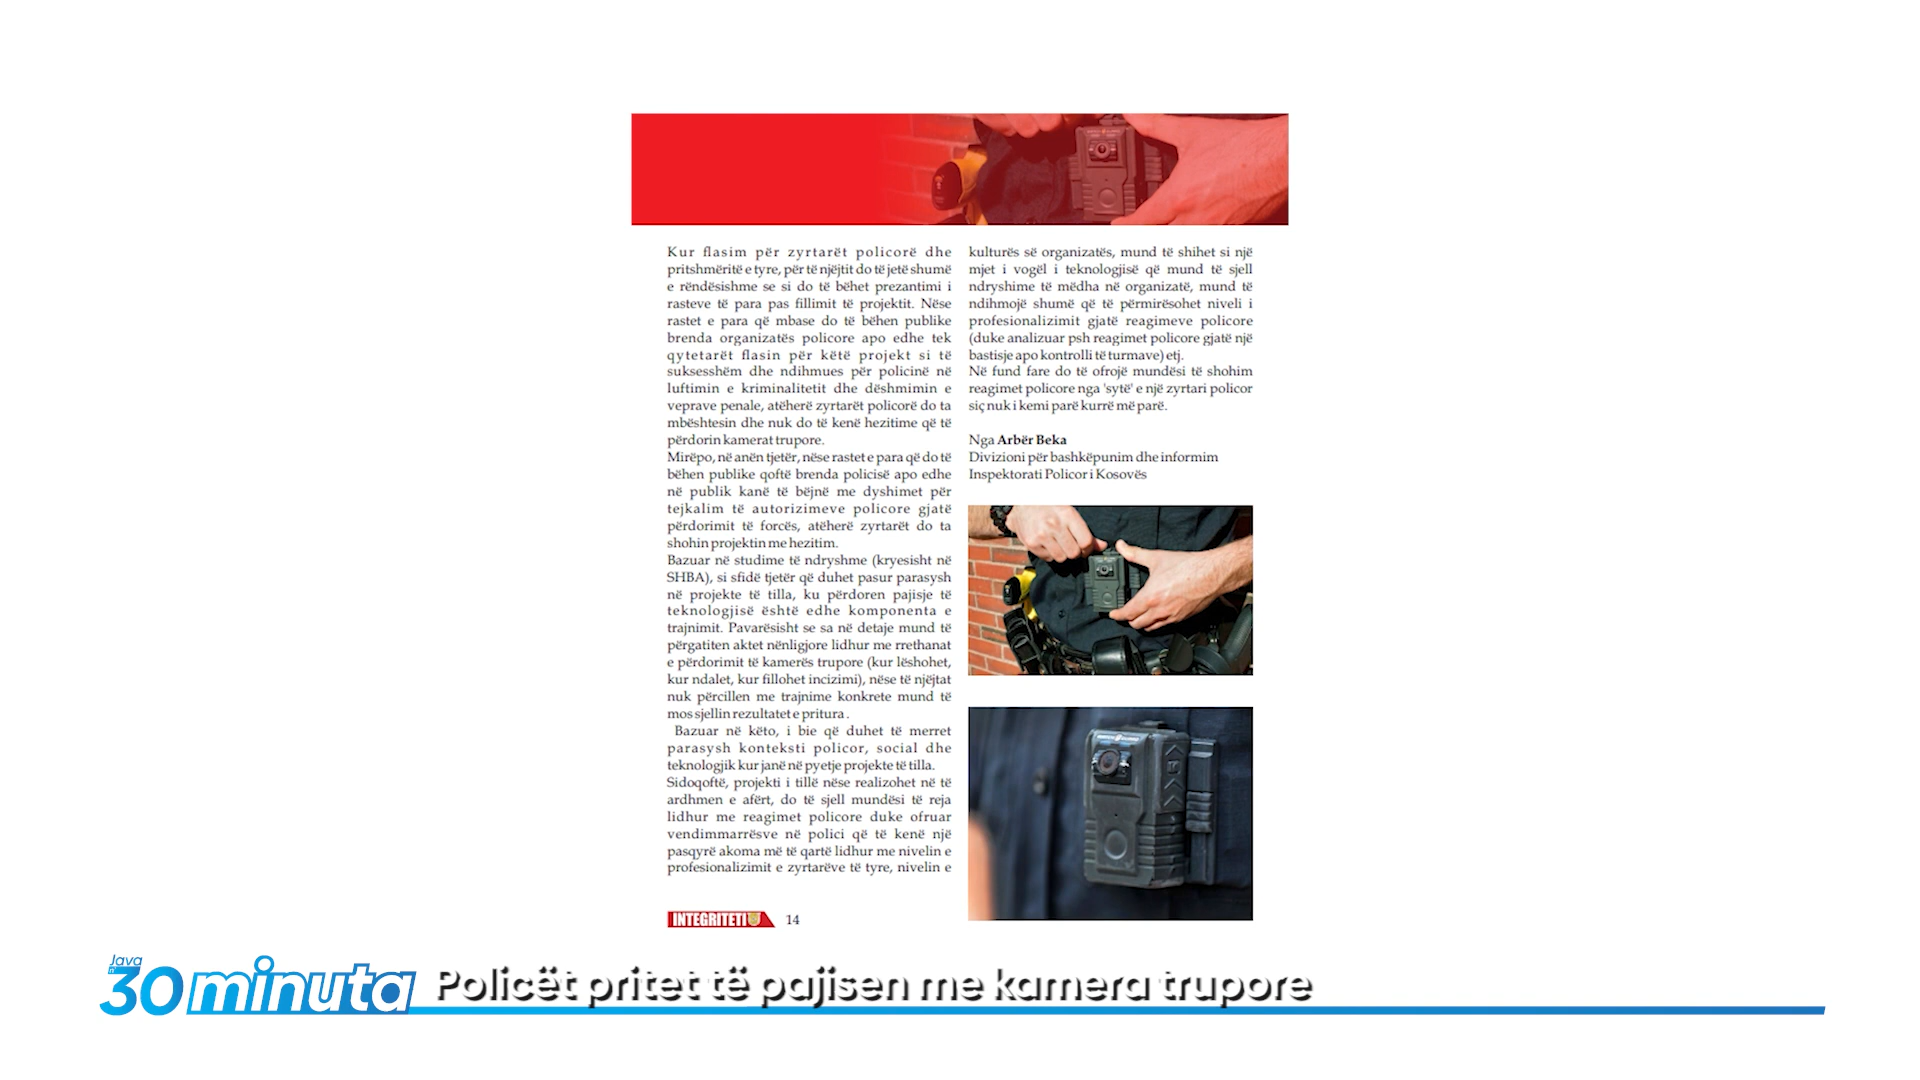 Kur flasim për zyrtarët policorë dhe
pritshmëritë e tyre, për të njëjtit do të jetë shumë
e rëndësishme se si do të bëhet prezantimi i
rasteve të para pas fillimit të projektit. Nëse
rastet e para që mbase do të bëhen publike
brenda organizatës policore apo edhe tek
qytetarët flasin për këtë projekt si të
suksesshëm dhe ndihmues për policinë në
luftimin e kriminalitetit dhe dëshmimin e
veprave penale, atëherë zyrtarët policorë do ta
mbështesin dhe nuk do të kenë hezitime që të
përdorin kamerat trupore.
Mirëpo, në anën tjetër, nëse rastet e para që do të
bëhen publike qoftë brenda policisë apo edhe
në publik kanë të bëjnë me dyshimet për
tejkalim të autorizimeve policore gjatë
përdorimit të forcës, atëherë zyrtarët do ta
shohin projektin me hezitim.
Bazuar në studime të ndryshme (kryesisht në
SHBA), si sfidë tjetër që duhet pasur parasysh
në projekte të tilla, ku përdoren pajisje të
teknologjisë është edhe komponenta e
trajnimit. Pavarësisht se sa në detaje mund të
përgatiten aktet nënligjore lidhur me rrethanat
e përdorimit të kamerës trupore (kur lëshohet,
kur ndalet, kur fillohet incizimi), nëse të njëjtat
nuk përcillen me trajnime konkrete mund të
mos sjellin rezultatet e pritura .
Bazuar në këto, i bie që duhet të merret
parasysh konteksti policor, social dhe
teknologjik kur janë në pyetje projekte të tilla.
Sidoqoftë, projekti i tillë nëse realizohet në të
ardhmen e afërt, do të sjell mundësi të reja
lidhur me reagimet policore duke ofruar
vendimmarrësve në polici që të kenë një
pasqyrë akoma më të qartë lidhur me nivelin e
profesionalizimit e zyrtarëve të tyre, nivelin e
kulturës së organizatës, mund të shihet si një
mjet i vogël i teknologjisë që mund të sjell
ndryshime të mëdha në organizatë, mund të
ndihmojë shumë që të përmirësohet niveli i
profesionalizimit gjatë reagimeve policore
(duke analizuar psh reagimet policore gjatë një
bastisje apo kontrolli të turmave) etj.
Në fund fare do të ofrojë mundësi të shohim
reagimet policore nga 'sytë' e një zyrtari policor
siç nuk i kemi parë kurrë më parë.
Nga Arbër Beka
Divizioni për bashkëpunim dhe informim
Inspektorati Policor i Kosovës
INTEGRITETI
14
Java
n'
30 minuta
Policët pritet të pajisen me kamera trupore